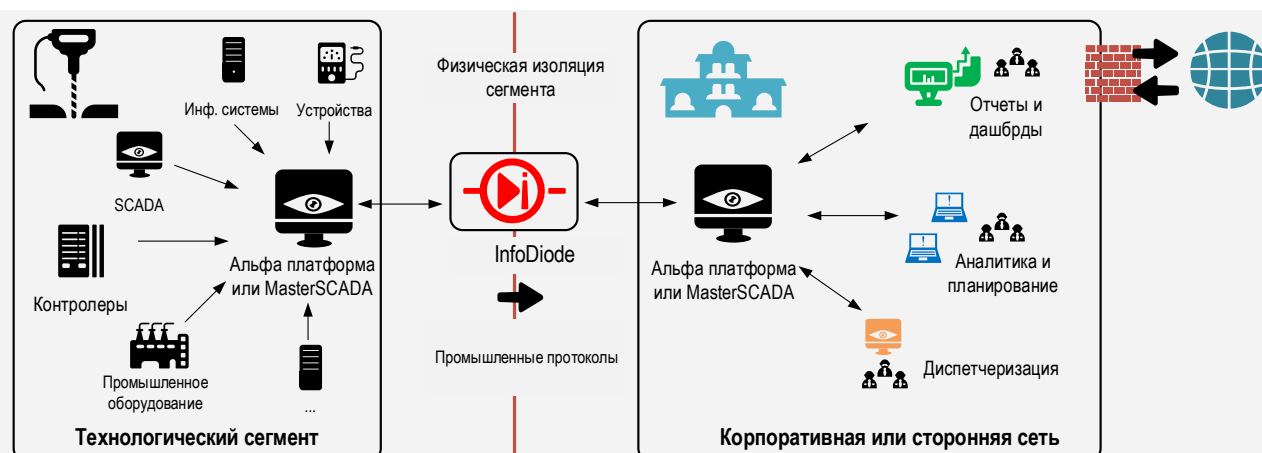 Инф. системы
Устройства
SCADA
Контролеры
Альфа платформа
или MasterSCADA
Промышленное
оборудование
...
Технологический сегмент
Физическая изоляция
сегмента
InfoDiode
Промышленные протоколы
Альфа платформа
или MasterSCADA
Отчеты и
дашбрды
Аналитика и
планирование
Диспетчеризация
Корпоративная или сторонняя сеть